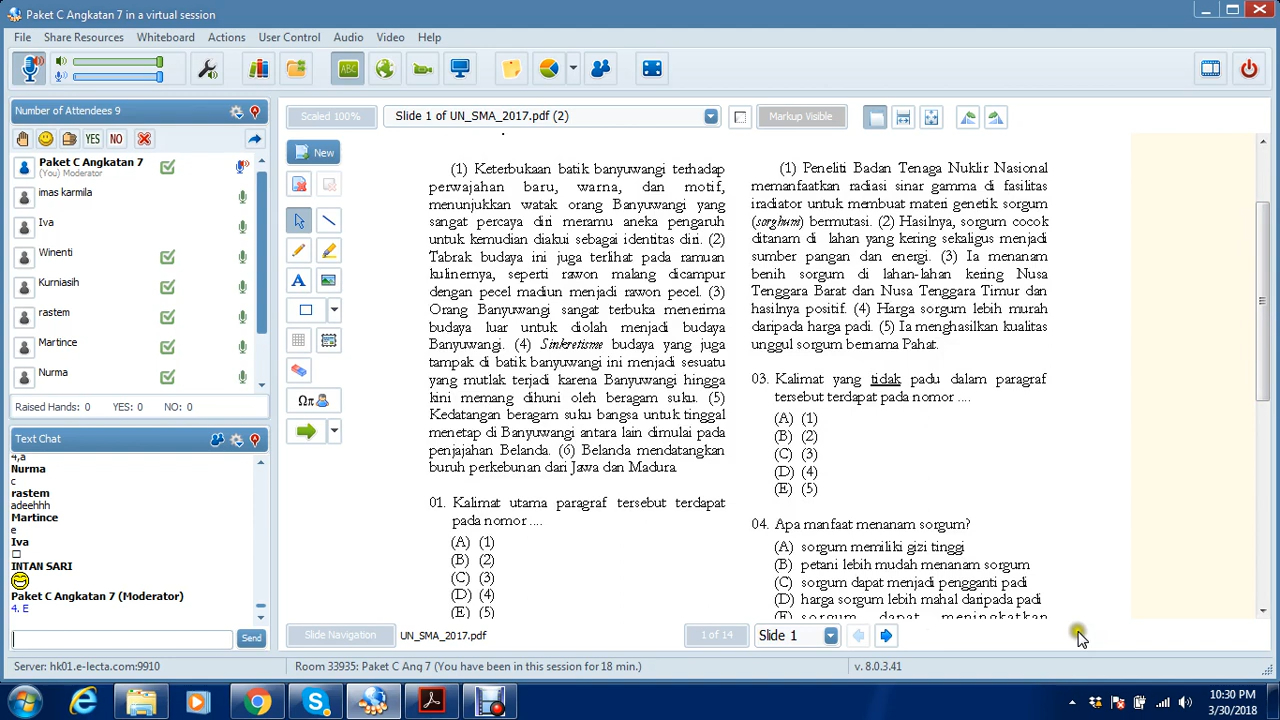 Paket C Angkatan 7 in a virtual session
File Share Resources Whiteboard Actions User Control Audio Video Help
Number of Attendees 9
YES NO
Paket C Angkatan 7
(You) Moderator
imas karmila
Iva
Winenti
Kurniasih
rastem
Martince
Nurma
Raised Hands: 0 YES: 0 NO: 0
Text Chat
4,a
Nurma
c
rastem
adeehhh
Martince
e
Iva
INTAN SARI
Paket C Angkatan 7 (Moderator)
4. E
Send
Scaled 100%
Slide 1 of UN_SMA_2017.pdf (2)
Markup Visible
New
(1) Keterbukaan batik banyuwangi terhadap
perwajahan baru, warna, dan motif,
menunjukkan watak orang Banyuwangi yang
sangat percaya diri meramu aneka pengaruh
untuk kemudian diakui sebagai identitas diri. (2)
Tabrak budaya ini juga terlihat pada ramuan
kulinernya, seperti rawon malang dicampur
dengan pecel madiun menjadi rawon pecel. (3)
Orang Banyuwangi sangat terbuka menerima
budaya luar untuk diolah menjadi budaya
Banyuwangi. (4) Sinkretisme budaya yang juga
tampak di batik banyuwangi ini menjadi sesuatu
yang mutlak terjadi karena Banyuwangi hingga
kini memang dihuni oleh beragam suku. (5)
Kedatangan beragam suku bangsa untuk tinggal
menetap di Banyuwangi antara lain dimulai pada
penjajahan Belanda. (6) Belanda mendatangkan
buruh perkebunan dari Jawa dan Madura
01. Kalimat utama paragraf tersebut terdapat
pada nomor ....
(A) (1)
(B) (2)
(C) (3)
(D) (4)
(E) (5)
(1) Peneliti Badan Tenaga Nuklir Nasional
memanfaatkan radiasi sinar gamma di fasilitas
irradiator untuk membuat materi genetik sorgum
(sorghum) bermutasi. (2) Hasilnya, sorgum cocok
ditanam di lahan yang kering sekaligus menjadi
sumber pangan dan energi. (3) Ia menanam
benih sorgum di lahan-lahan kering Nusa
Tenggara Barat dan Nusa Tenggara Timur dan
hasilnya positif. (4) Harga sorgum lebih murah
daripada harga padi. (5) Ia menghasilkan kualitas
unggul sorgum bernama Pahat.
03. Kalimat yang tidak padu dalam paragraf
tersebut terdapat pada nomor ....
(A) (1)
(B) (2)
(C) (3)
(D) (4)
(E) (5)
04. Apa manfaat menanam sorgum?
(A) sorgum memiliki gizi tinggi
(B) petani lebih mudah menanam sorgum
(C) sorgum dapat menjadi pengganti padi
(D) harga sorgum lebih mahal daripada padi
(E) sorgum dapat meningkatkan
Slide Navigation UN_SMA_2017.pdf 1 of 14 Slide 1
Server: hk01.e-lecta.com:9910 Room 33935: Paket C Ang 7 (You have been in this session for 18 min.) v. 8.0.3.41
10:30 PM
3/30/2018